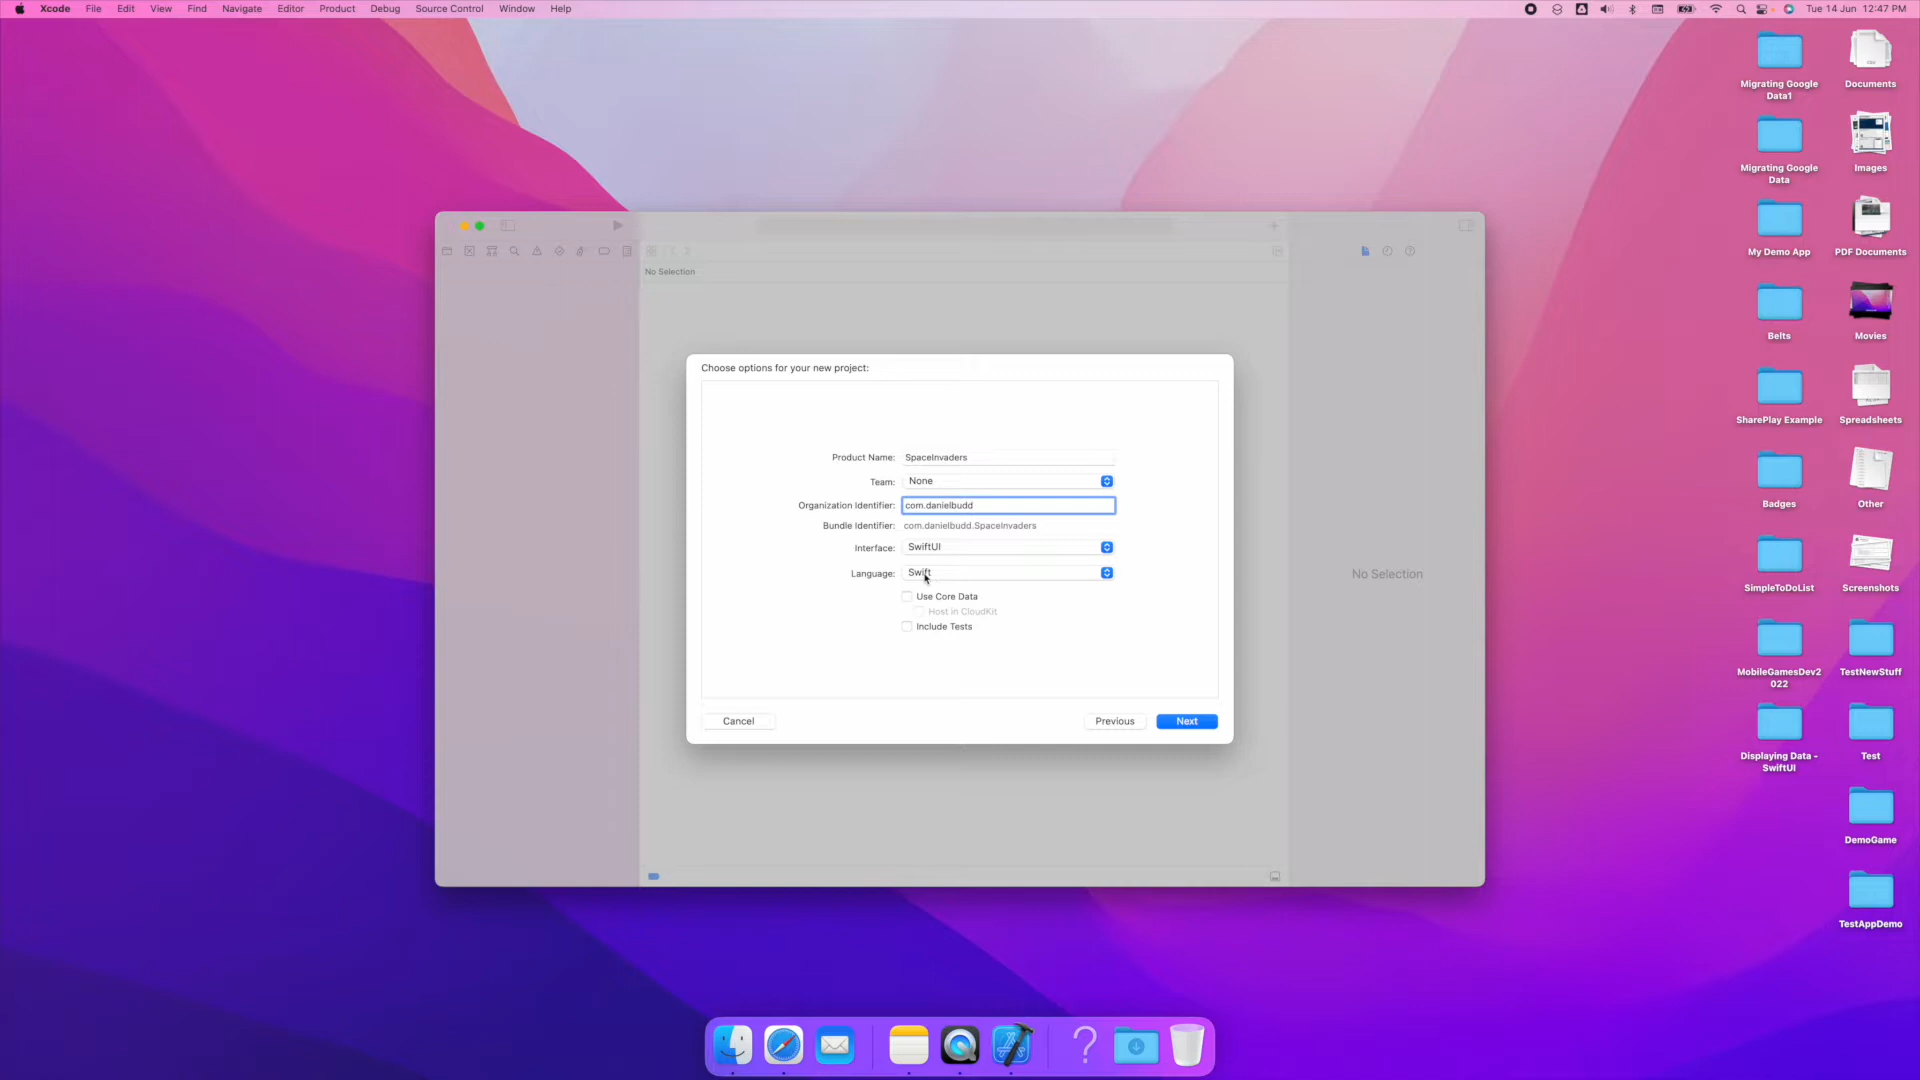 Xcode File Edit View Find Navigate Editor Product Debug Source Control Window Help
Tue 14 Jun 12:47 PM
Migrating Google
Data1
Documents
Migrating Google
Data
Images
My Demo App
PDF Documents
Belts
Movies
SharePlay Example
Spreadsheets
Badges
Other
SimpleToDoList
Screenshots
MobileGamesDev2
022
TestNewStuff
Displaying Data -
SwiftUI
Test
DemoGame
TestAppDemo
No Selection
Choose options for your new project:
Product Name: SpaceInvaders
Team: None
Organization Identifier: com.danielbudd
Bundle Identifier: com.danielbudd.SpaceInvaders
Interface: SwiftUI
Language: Swift
Use Core Data
Host in CloudKit
Include Tests
Cancel
Previous
Next
No Selection